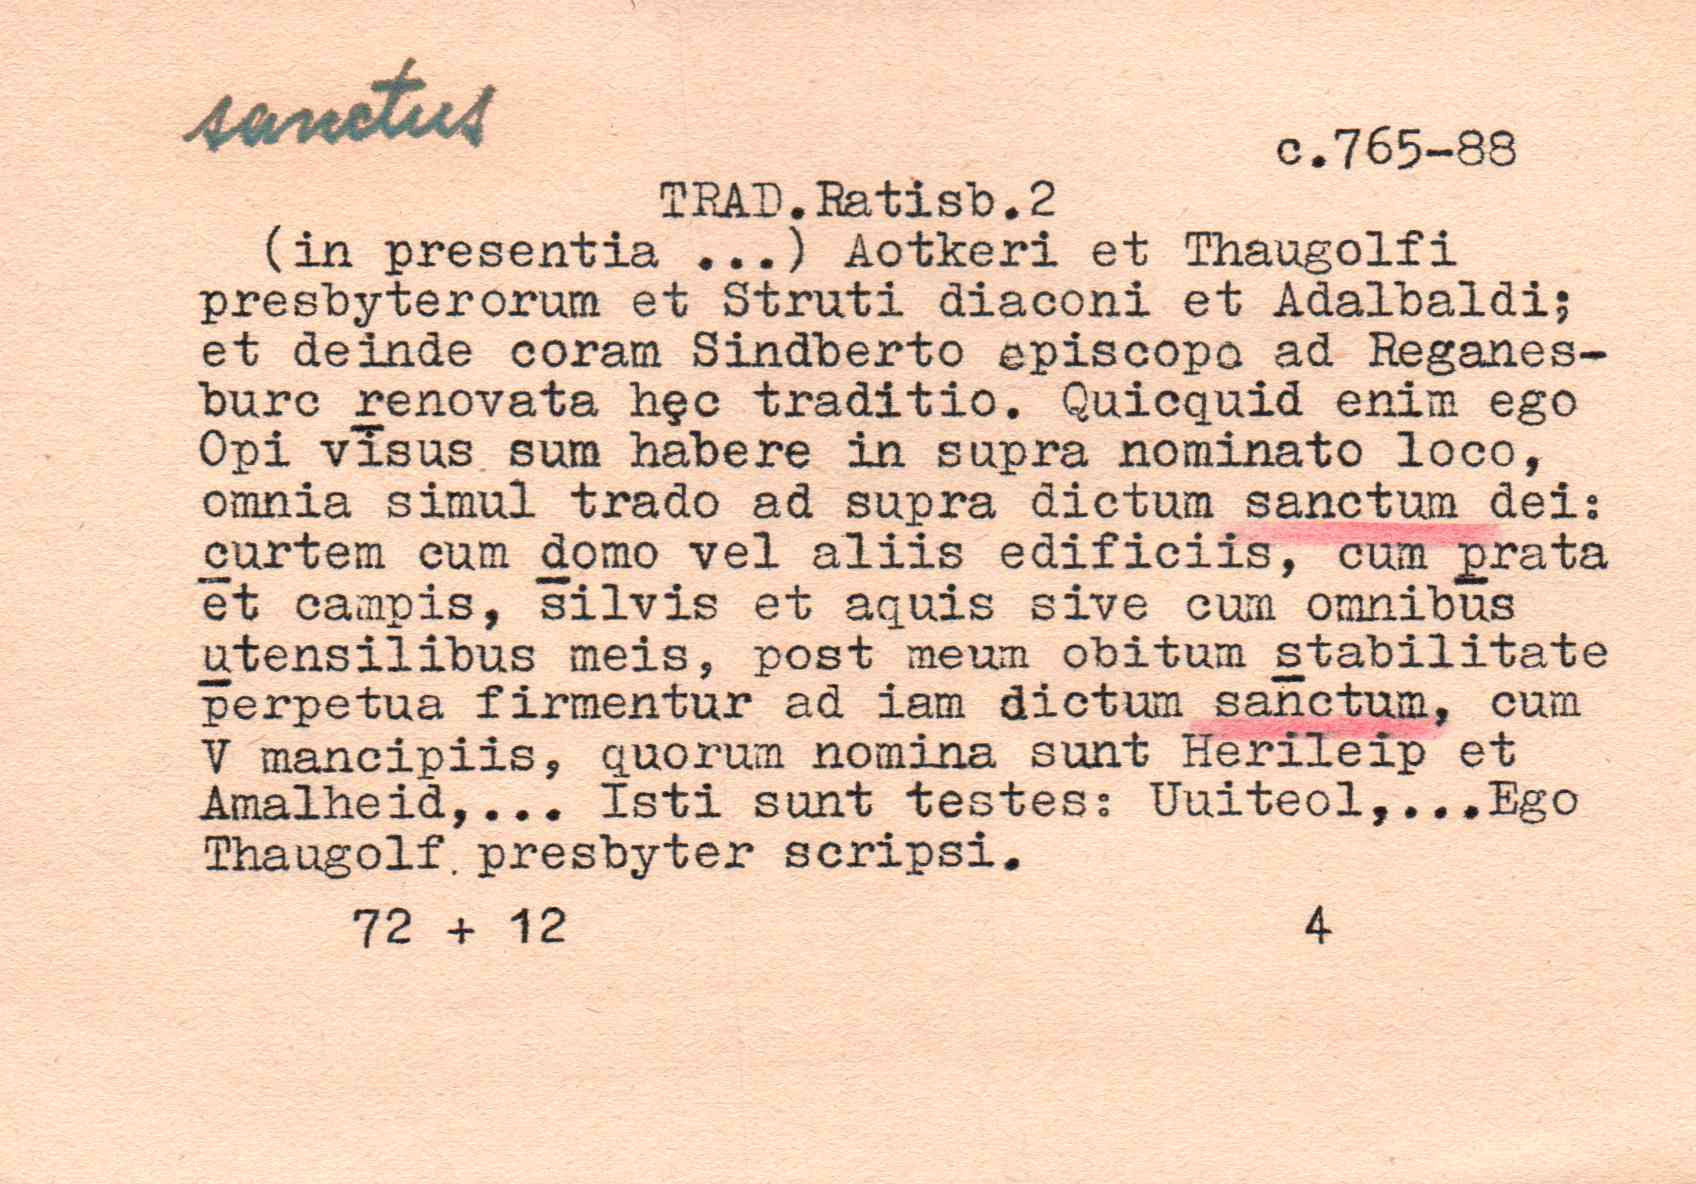 sanctus
c.765-88
TRAD.Ratisb.2
(in presentia ...) Aotkeri et Thaugolfi
presbyterorum et Struti diaconi et Adalbaldi;
et deinde coram Sindberto episcopo ad Reganes-
burc renovata hęc traditio. Quicquid enim ego
Opi visus sum habere in supra nominato loco,
omnia simul trado ad supra dictum sanctum dei:
curtem cum domo vel aliis edificiis, cum prata
et campis, silvis et aquis sive cum omnibus
utensilibus meis, post meum obitum stabilitate
perpetua firmentur ad iam dictum sanctum, cum
V mancipiis, quorum nomina sunt Herileip et
Amalheid,... Isti sunt testes: Uuiteol,...Ego
Thaugolf presbyter scripsi.
72 + 12 4